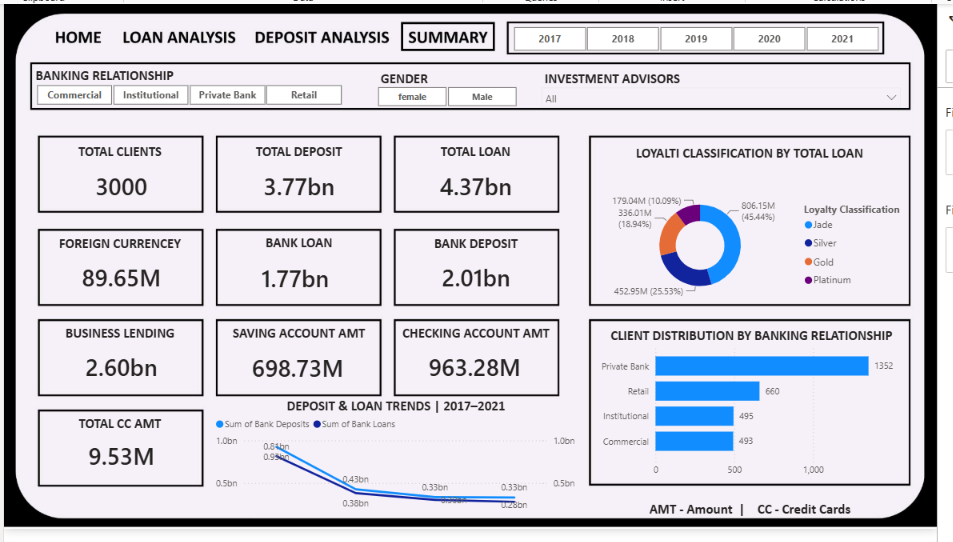 HOME LOAN ANALYSIS DEPOSIT ANALYSIS SUMMARY
2017 2018 2019 2020 2021
BANKING RELATIONSHIP
Commercial Institutional Private Bank Retail
GENDER
female Male
INVESTMENT ADVISORS
All
TOTAL CLIENTS
3000
TOTAL DEPOSIT
3.77bn
TOTAL LOAN
4.37bn
FOREIGN CURRENCEY
89.65M
BANK LOAN
1.77bn
BANK DEPOSIT
2.01bn
BUSINESS LENDING
2.60bn
SAVING ACCOUNT AMT
698.73M
CHECKING ACCOUNT AMT
963.28M
TOTAL CC AMT
9.53M
DEPOSIT & LOAN TRENDS | 2017–2021
Sum of Bank Deposits Sum of Bank Loans
1.0bn 1.0bn
0.5bn 0.5bn
0.43bn
0.38bn
0.33bn
0.33bn
0.28bn
LOYALTI CLASSIFICATION BY TOTAL LOAN
179.04M (10.09%)
336.01M
(18.94%)
806.15M
(45.44%)
452.95M (25.53%)
Loyalty Classification
Jade
Silver
Gold
Platinum
CLIENT DISTRIBUTION BY BANKING RELATIONSHIP
Private Bank 1352
Retail 660
Institutional 495
Commercial 493
0 500 1,000
AMT - Amount | CC - Credit Cards
Fi
Fi